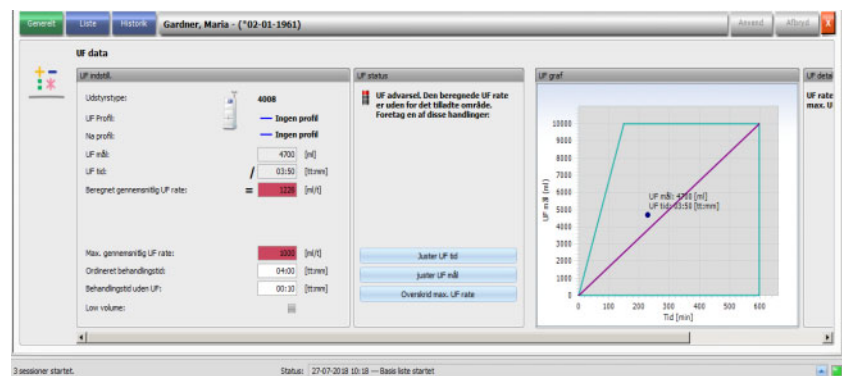 Generelt Liste Historik Gardner, Maria - (*02-01-1961) Anvend Afbryd X
UF data
UF indstil.
Udstyrstype: 4008
UF Profil: Ingen profil
Na profil: Ingen profil
UF mål: 4700 [ml]
UF tid: / 03:50 [tt:mm]
Beregnet gennemsnitlig UF rate: = 1226 [ml/t]
Max. gennemsnitlig UF rate: 1000 [ml/t]
Ordineret behandlingstid: 04:00 [tt:mm]
Behandlingstid uden UF: 00:10 [tt:mm]
Low volume:
UF status
UF advarsel. Den beregnede UF rate
er uden for det tilladte område.
Foretag en af disse handlinger:
Juster UF tid
juster UF mål
Overskrid max. UF rate
UF graf
UF mål (ml)
10000
9000
8000
7000
6000
5000
4000
3000
2000
1000
0
UF mål: 4700 [ml]
UF tid: 03:50 [tt:mm]
0 100 200 300 400 500 600
Tid [min]
UF detal
UF rate
max. U
3 sessioner startet. Status: 27-07-2018 10:18 --- Basis liste startet